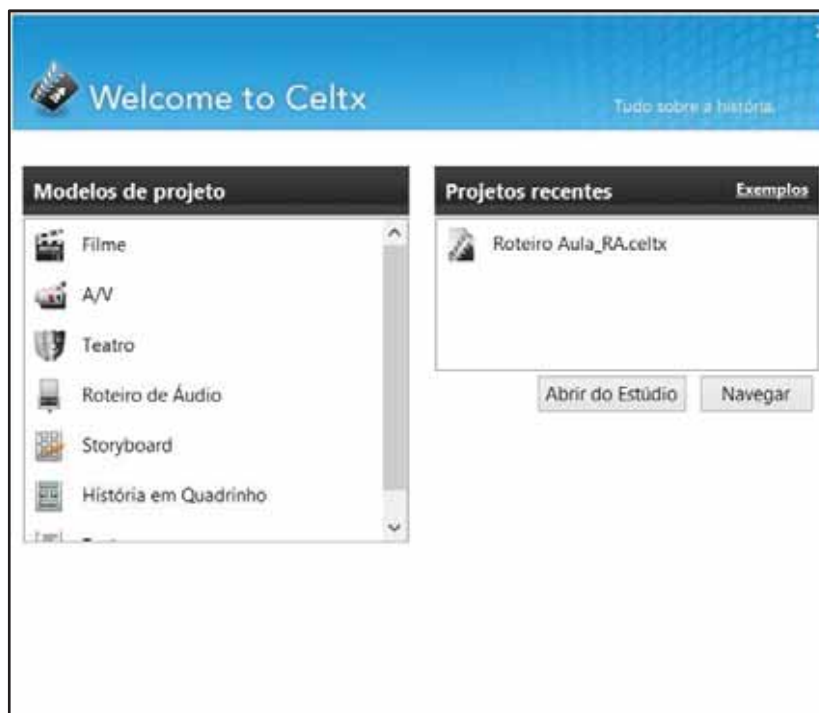 Welcome to Celtx
Tudo sobre a história.
Modelos de projeto
Filme
A/V
Teatro
Roteiro de Áudio
Storyboard
História em Quadrinho
Projetos recentes
Exemplos
Roteiro Aula_RA.celtx
Abrir do Estúdio
Navegar